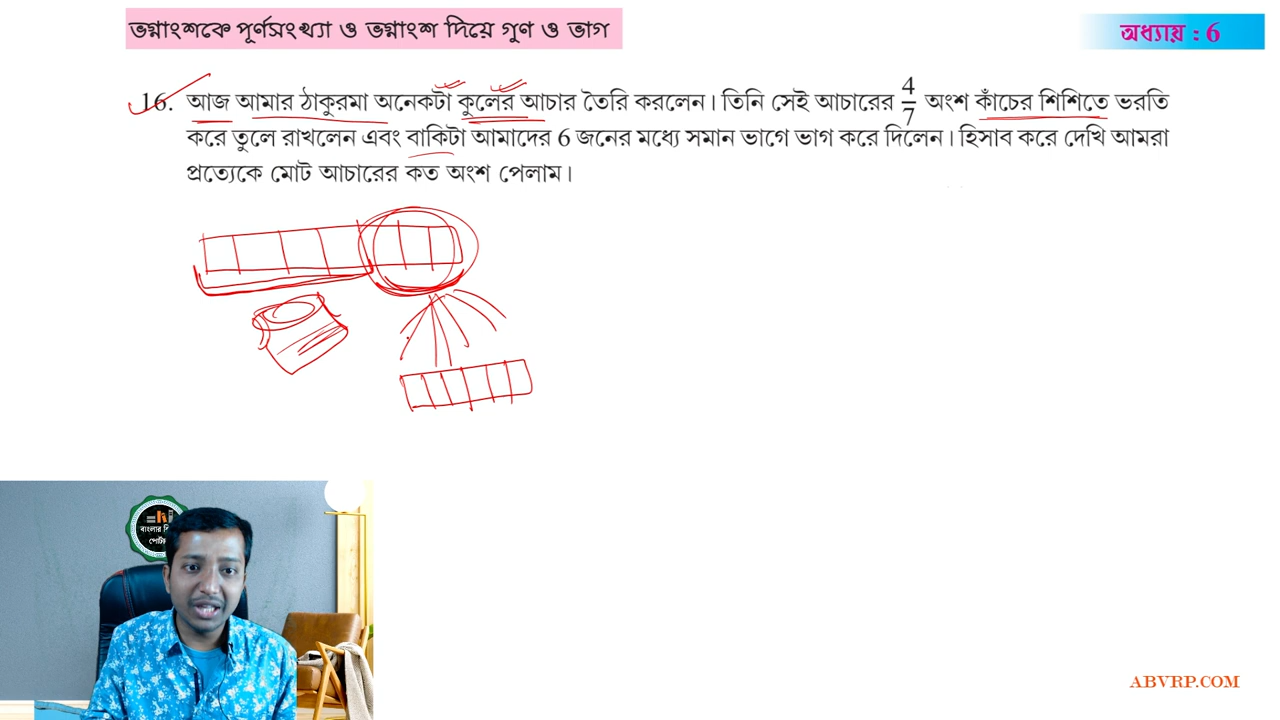 ভগ্নাংশকে পূর্ণসংখ্যা ও ভগ্নাংশ দিয়ে গুণ ও ভাগ
অধ্যায় : 6
16. আজ আমার ঠাকুরমা অনেকটা কুলের আচার তৈরি করলেন। তিনি সেই আচারের 4/7 অংশ কাঁচের শিশিতে ভরতি
করে তুলে রাখলেন এবং বাকিটা আমাদের 6 জনের মধ্যে সমান ভাগে ভাগ করে দিলেন। হিসাব করে দেখি আমরা
প্রত্যেকে মোট আচারের কত অংশ পেলাম।
বাংলার
ABVRP.COM